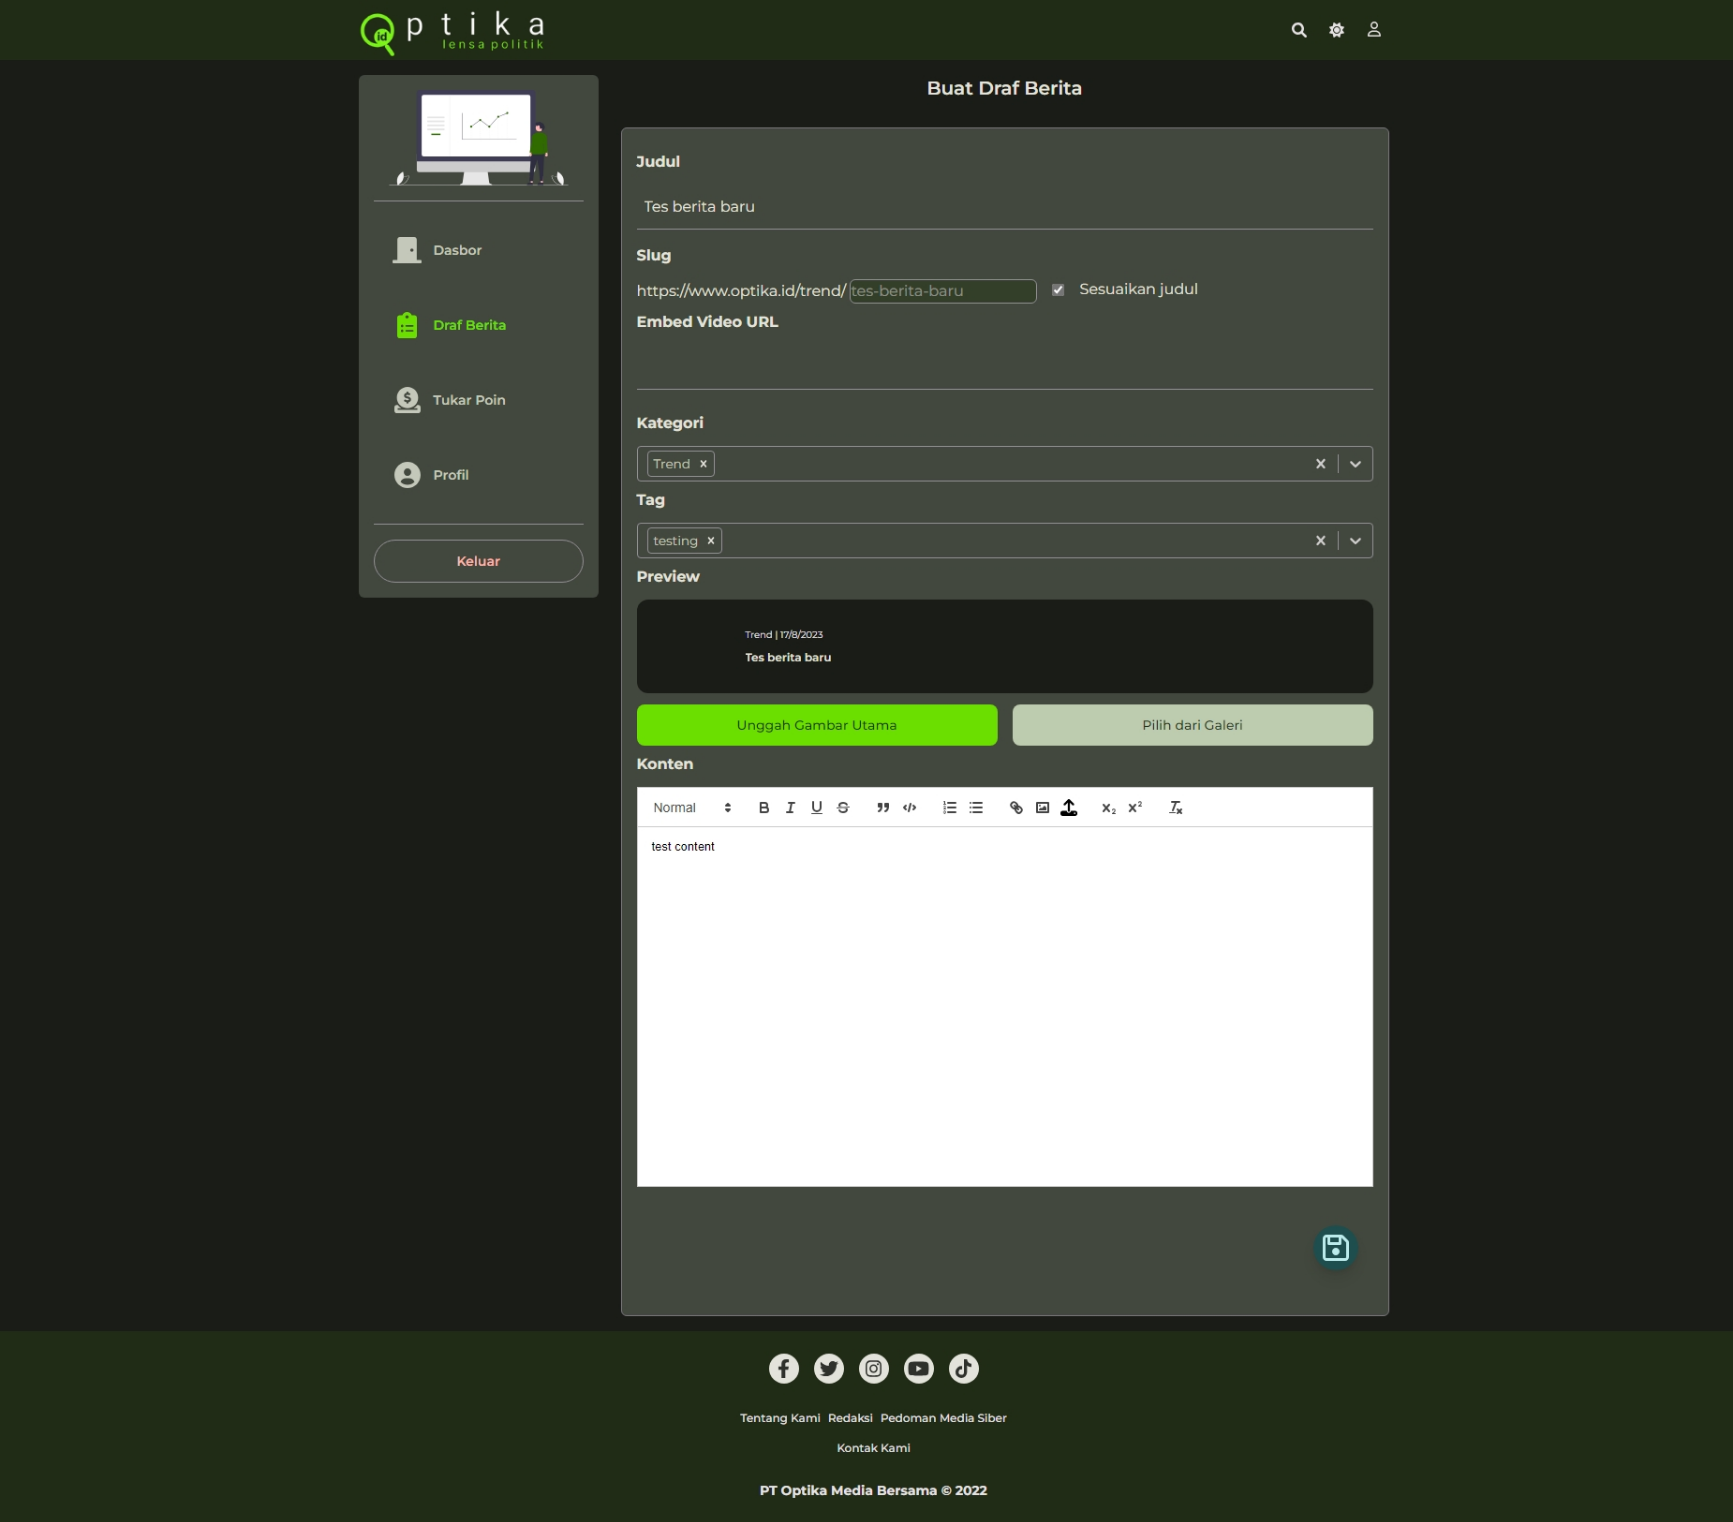 optika
id
lensa politik
Buat Draf Berita
Dasbor
Draf Berita
Tukar Poin
Profil
Keluar
Judul
Tes berita baru
Slug
https://www.optika.id/trend/ tes-berita-baru Sesuaikan judul
Embed Video URL
Kategori
Trend
Tag
testing
Preview
Trend | 17/8/2023
Tes berita baru
Unggah Gambar Utama Pilih dari Galeri
Konten
Normal
test content
Tentang Kami Redaksi Pedoman Media Siber
Kontak Kami
PT Optika Media Bersama © 2022